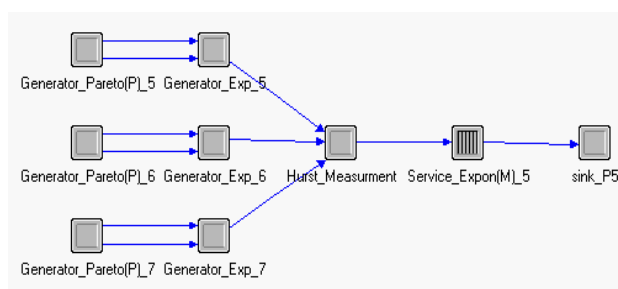 Generator_Pareto(P)_5 Generator_Exp_5
Generator_Pareto(P)_6 Generator_Exp_6 Hurst_Measurment Service_Expon(M)_5 sink_P5
Generator_Pareto(P)_7 Generator_Exp_7